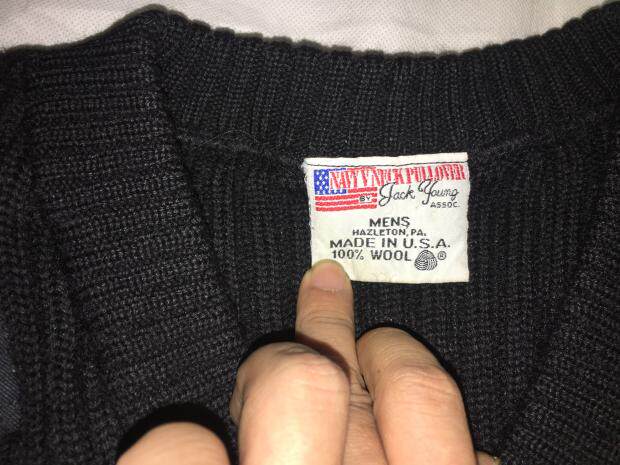 NAVY V NECK PULLOVER
BY Jack Young
ASSOC.
MENS
HAZLETON, PA.
MADE IN U.S.A.
100% WOOL ®